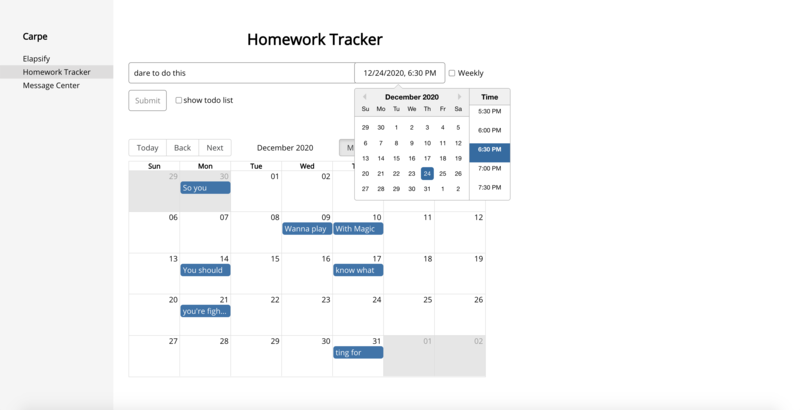 Carpe
Elapsify
Homework Tracker
Message Center
Homework Tracker
dare to do this
12/24/2020, 6:30 PM
Weekly
Submit
show todo list
December 2020
Su Mo Tu We Th Fr Sa
29 30 1 2 3 4 5
6 7 8 9 10 11 12
13 14 15 16 17 18 19
20 21 22 23 24 25 26
27 28 29 30 31 1 2
Time
5:30 PM
6:00 PM
6:30 PM
7:00 PM
7:30 PM
Today Back Next
December 2020
Sun Mon Tue Wed
29 30 01 02
So you
06 07 08 09 10 11 12
Wanna play With Magic
13 14 15 16 17 18 19
You should know what
20 21 22 23 24 25 26
you're figh...
27 28 29 30 31 01 02
ting for